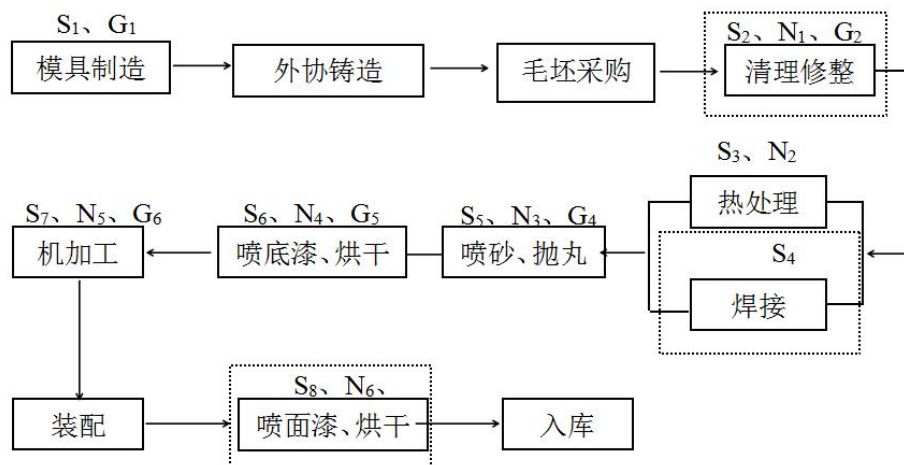 S₁、G₁
模具制造
外协铸造
毛坯采购
S₂、N₁、G₂
清理修整
S₃、N₂
热处理
S₄
焊接
S₅、N₃、G₄
喷砂、抛丸
S₆、N₄、G₅
喷底漆、烘干
S₇、N₅、G₆
机加工
装配
S₈、N₆、
喷面漆、烘干
入库